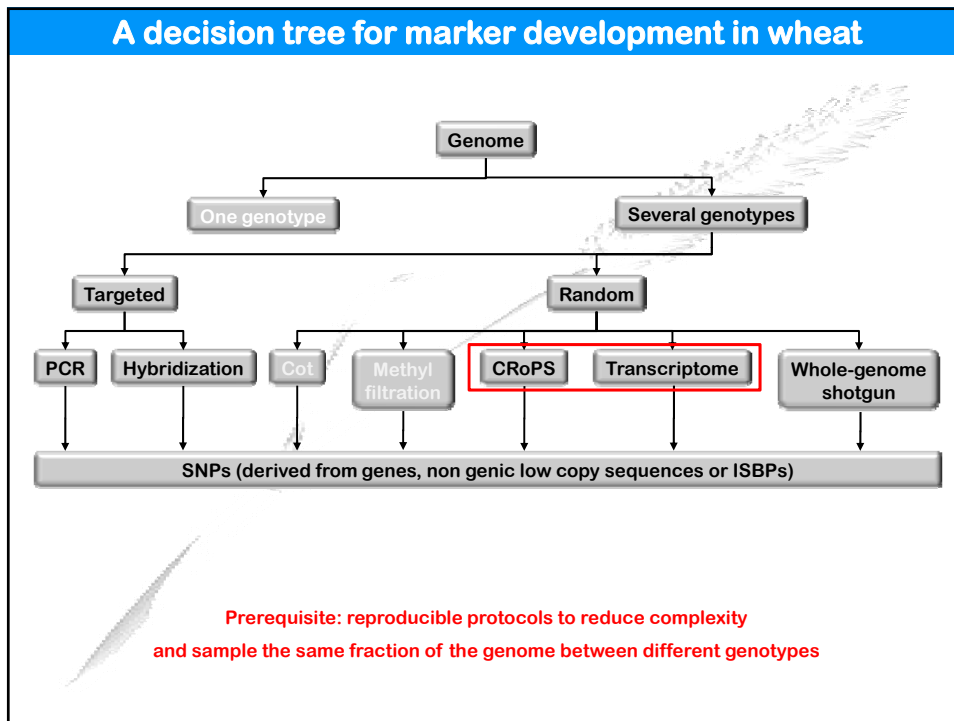 A decision tree for marker development in wheat
Genome
One genotype
Several genotypes
Targeted
Random
PCR
Hybridization
Cot
Methyl
filtration
CRoPS
Transcriptome
Whole-genome
shotgun
SNPs (derived from genes, non genic low copy sequences or ISBPs)
Prerequisite: reproducible protocols to reduce complexity
and sample the same fraction of the genome between different genotypes